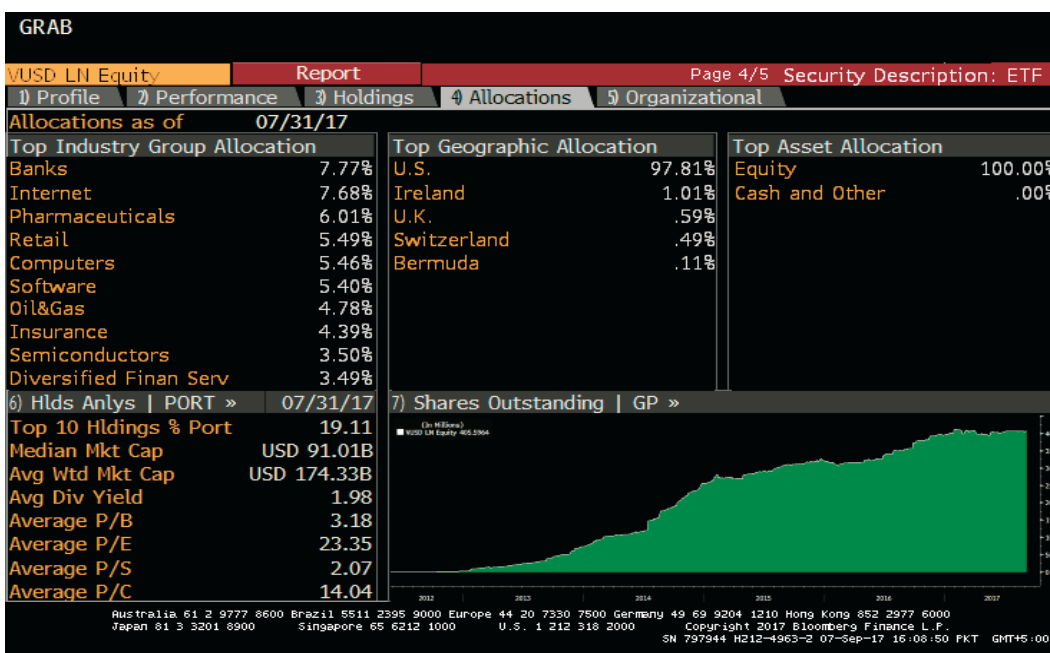 GRAB
VUSD LN Equity Report Page 4/5 Security Description: ETF
1) Profile 2) Performance 3) Holdings 4) Allocations 5) Organizational
Allocations as of 07/31/17
Top Industry Group Allocation
Banks 7.77%
Internet 7.68%
Pharmaceuticals 6.01%
Retail 5.49%
Computers 5.46%
Software 5.40%
Oil&Gas 4.78%
Insurance 4.39%
Semiconductors 3.50%
Diversified Finan Serv 3.49%
Top Geographic Allocation
U.S. 97.81%
Ireland 1.01%
U.K. .59%
Switzerland .49%
Bermuda .11%
Top Asset Allocation
Equity 100.00%
Cash and Other .00%
6) Hlds Anlys | PORT » 07/31/17
Top 10 Hldings % Port 19.11
Median Mkt Cap USD 91.01B
Avg Wtd Mkt Cap USD 174.33B
Avg Div Yield 1.98
Average P/B 3.18
Average P/E 23.35
Average P/S 2.07
Average P/C 14.04
7) Shares Outstanding | GP »
(In Millions)
VUSD LN Equity 405.5964
2012 2013 2014 2015 2016 2017
Australia 61 2 9777 8600 Brazil 5511 2395 9000 Europe 44 20 7330 7500 Germany 49 69 9204 1210 Hong Kong 852 2977 6000
Japan 81 3 3201 8900 Singapore 65 6212 1000 U.S. 1 212 318 2000 Copyright 2017 Bloomberg Finance L.P.
SN 797944 H212-4963-2 07-Sep-17 16:08:50 PKT GMT+5:00